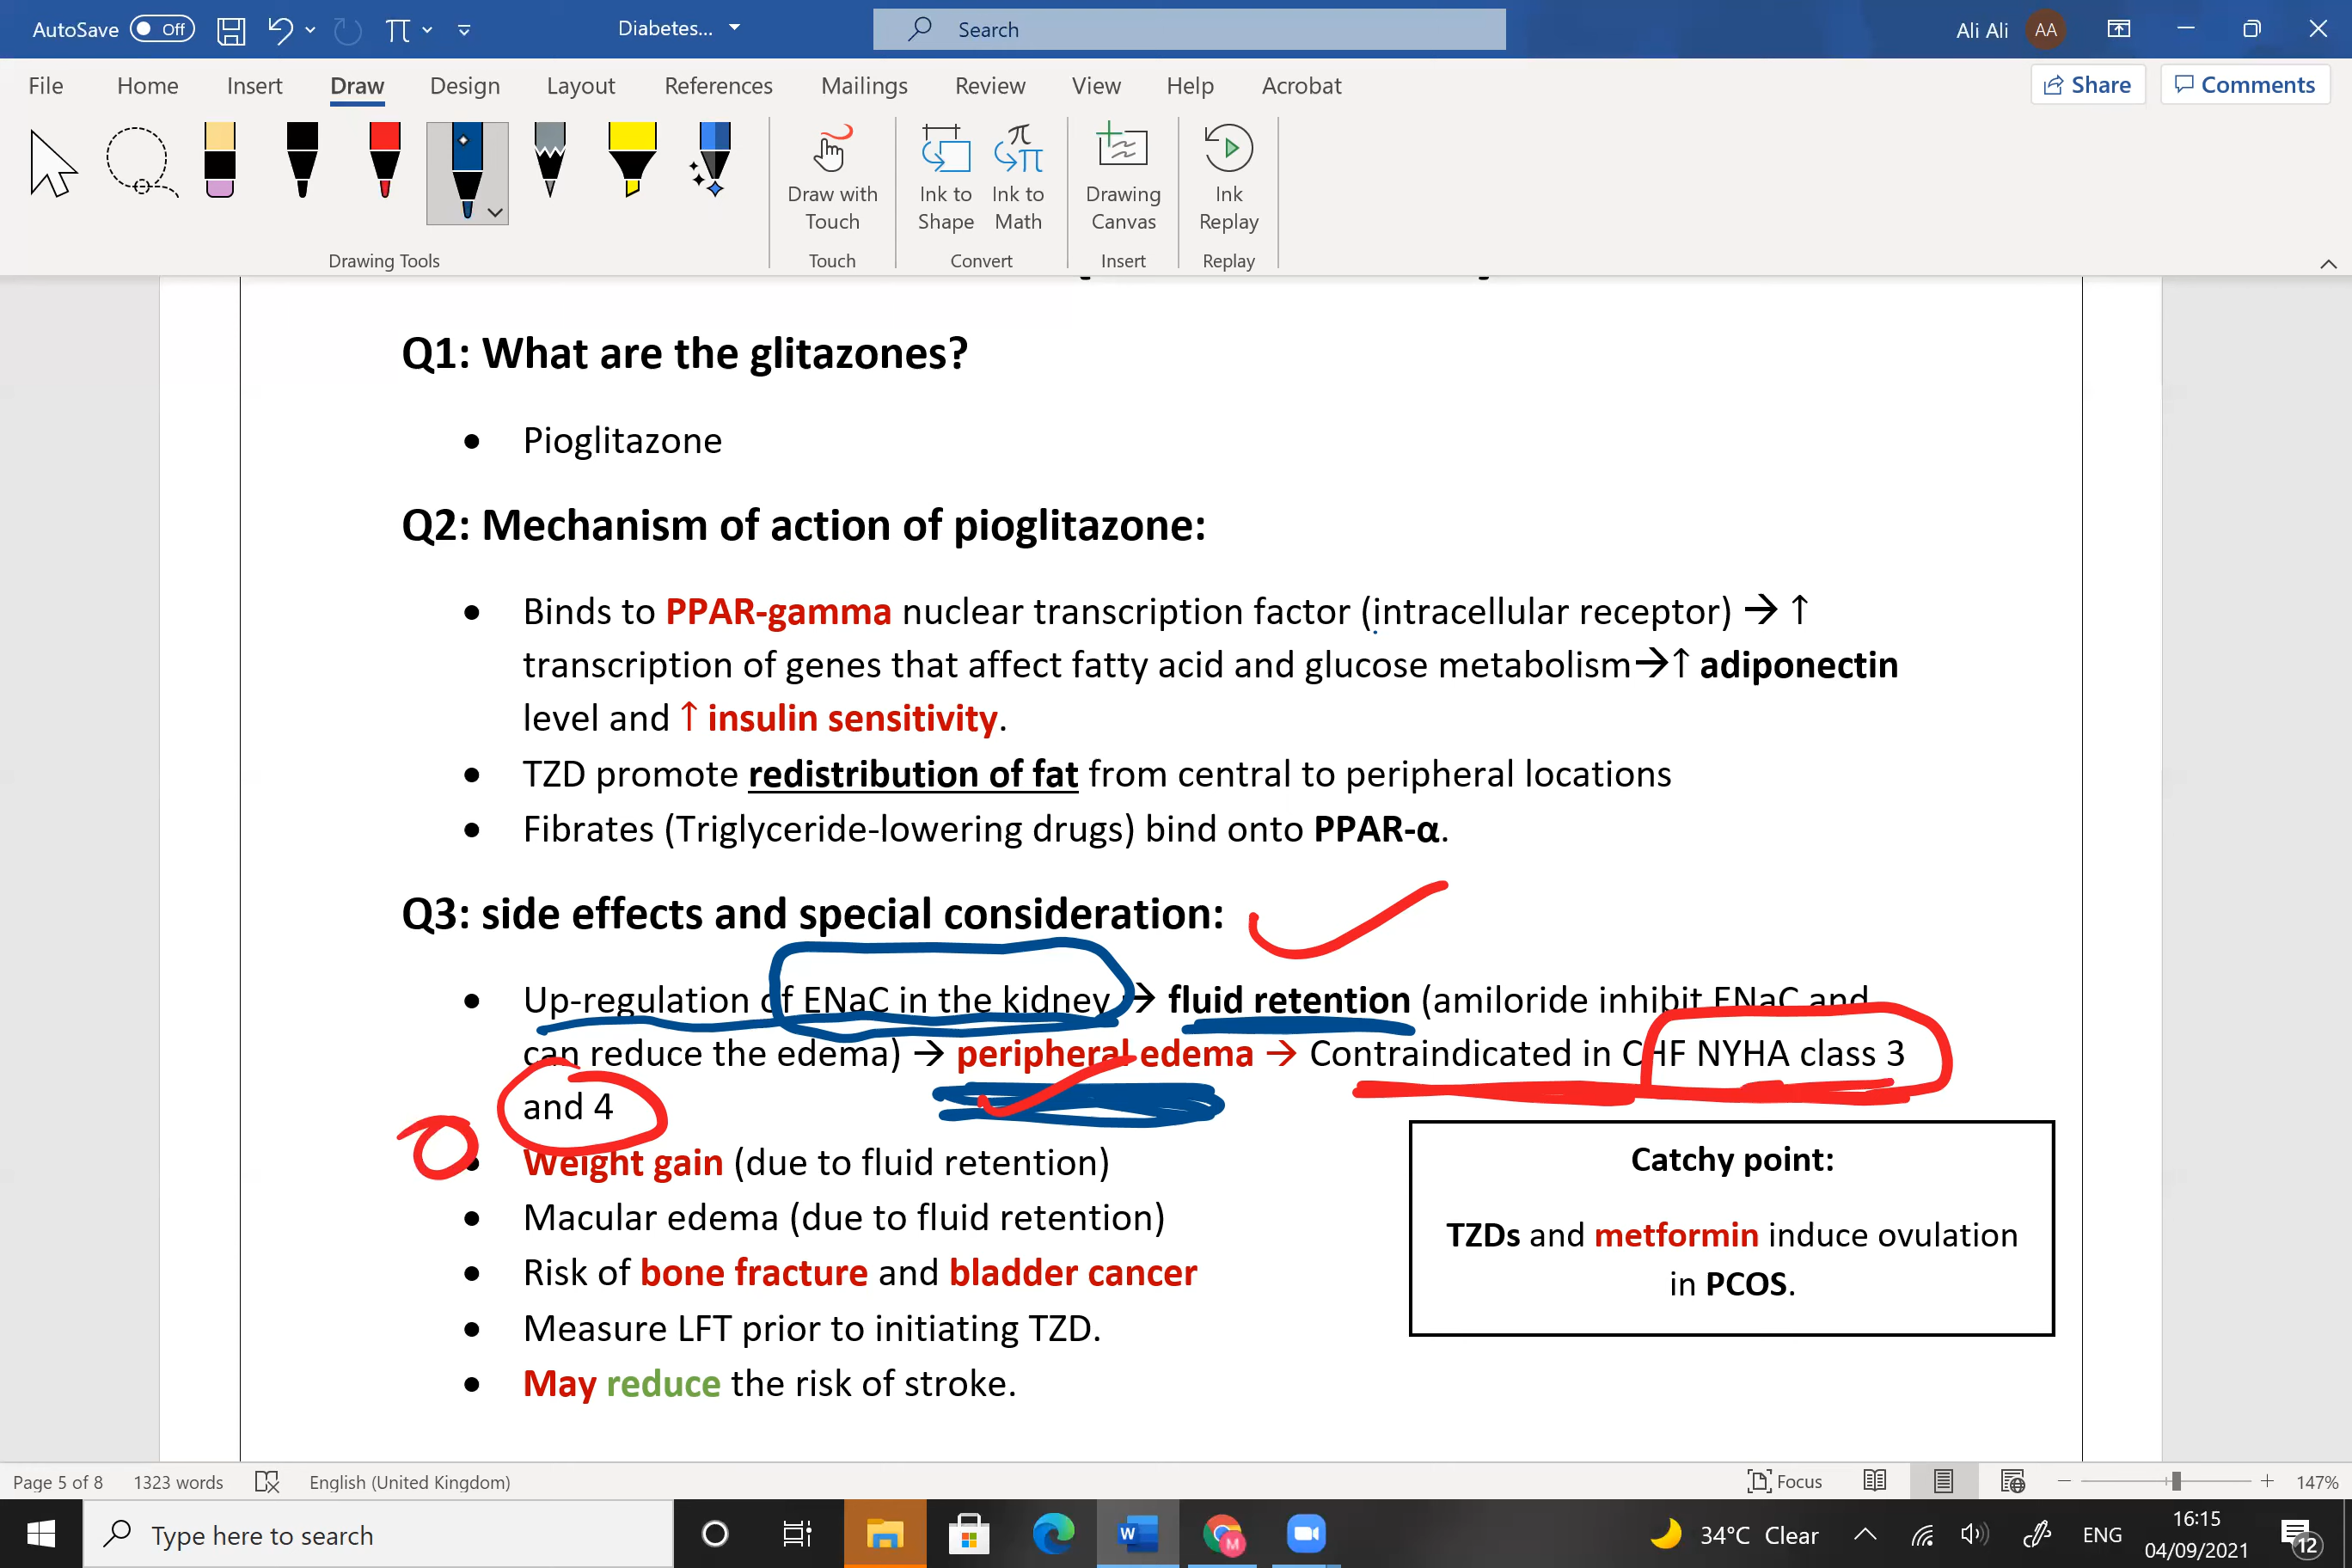 AutoSave Off Diabetes... Search Ali Ali AA
File Home Insert Draw Design Layout References Mailings Review View Help Acrobat Share Comments
Draw with Touch
Ink to Shape
Ink to Math
Drawing Canvas
Ink Replay
Drawing Tools Touch Convert Insert Replay
Q1: What are the glitazones?
• Pioglitazone
Q2: Mechanism of action of pioglitazone:
• Binds to PPAR-gamma nuclear transcription factor (intracellular receptor) → ↑
transcription of genes that affect fatty acid and glucose metabolism→↑ adiponectin
level and ↑ insulin sensitivity.
• TZD promote redistribution of fat from central to peripheral locations
• Fibrates (Triglyceride-lowering drugs) bind onto PPAR-α.
Q3: side effects and special consideration:
• Up-regulation of ENaC in the kidney → fluid retention (amiloride inhibit ENaC and
can reduce the edema) → peripheral edema → Contraindicated in CHF NYHA class 3
and 4
• Weight gain (due to fluid retention)
• Macular edema (due to fluid retention)
• Risk of bone fracture and bladder cancer
• Measure LFT prior to initiating TZD.
• May reduce the risk of stroke.
Catchy point:
TZDs and metformin induce ovulation
in PCOS.
Page 5 of 8 1323 words English (United Kingdom) Focus 147%
Type here to search 34°C Clear ENG 16:15
04/09/2021 12